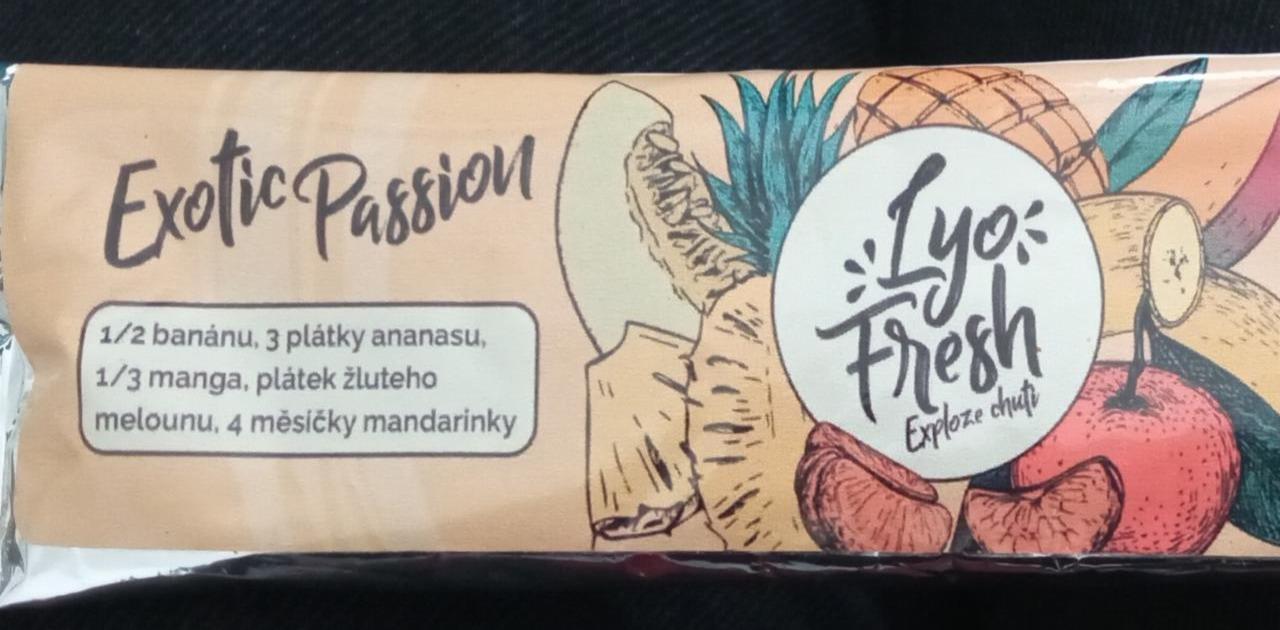 Exotic Passion
1/2 banánu, 3 plátky ananasu,
1/3 manga, plátek žluteho
melounu, 4 měsíčky mandarinky
Lyo
Fresh
Exploze chuti